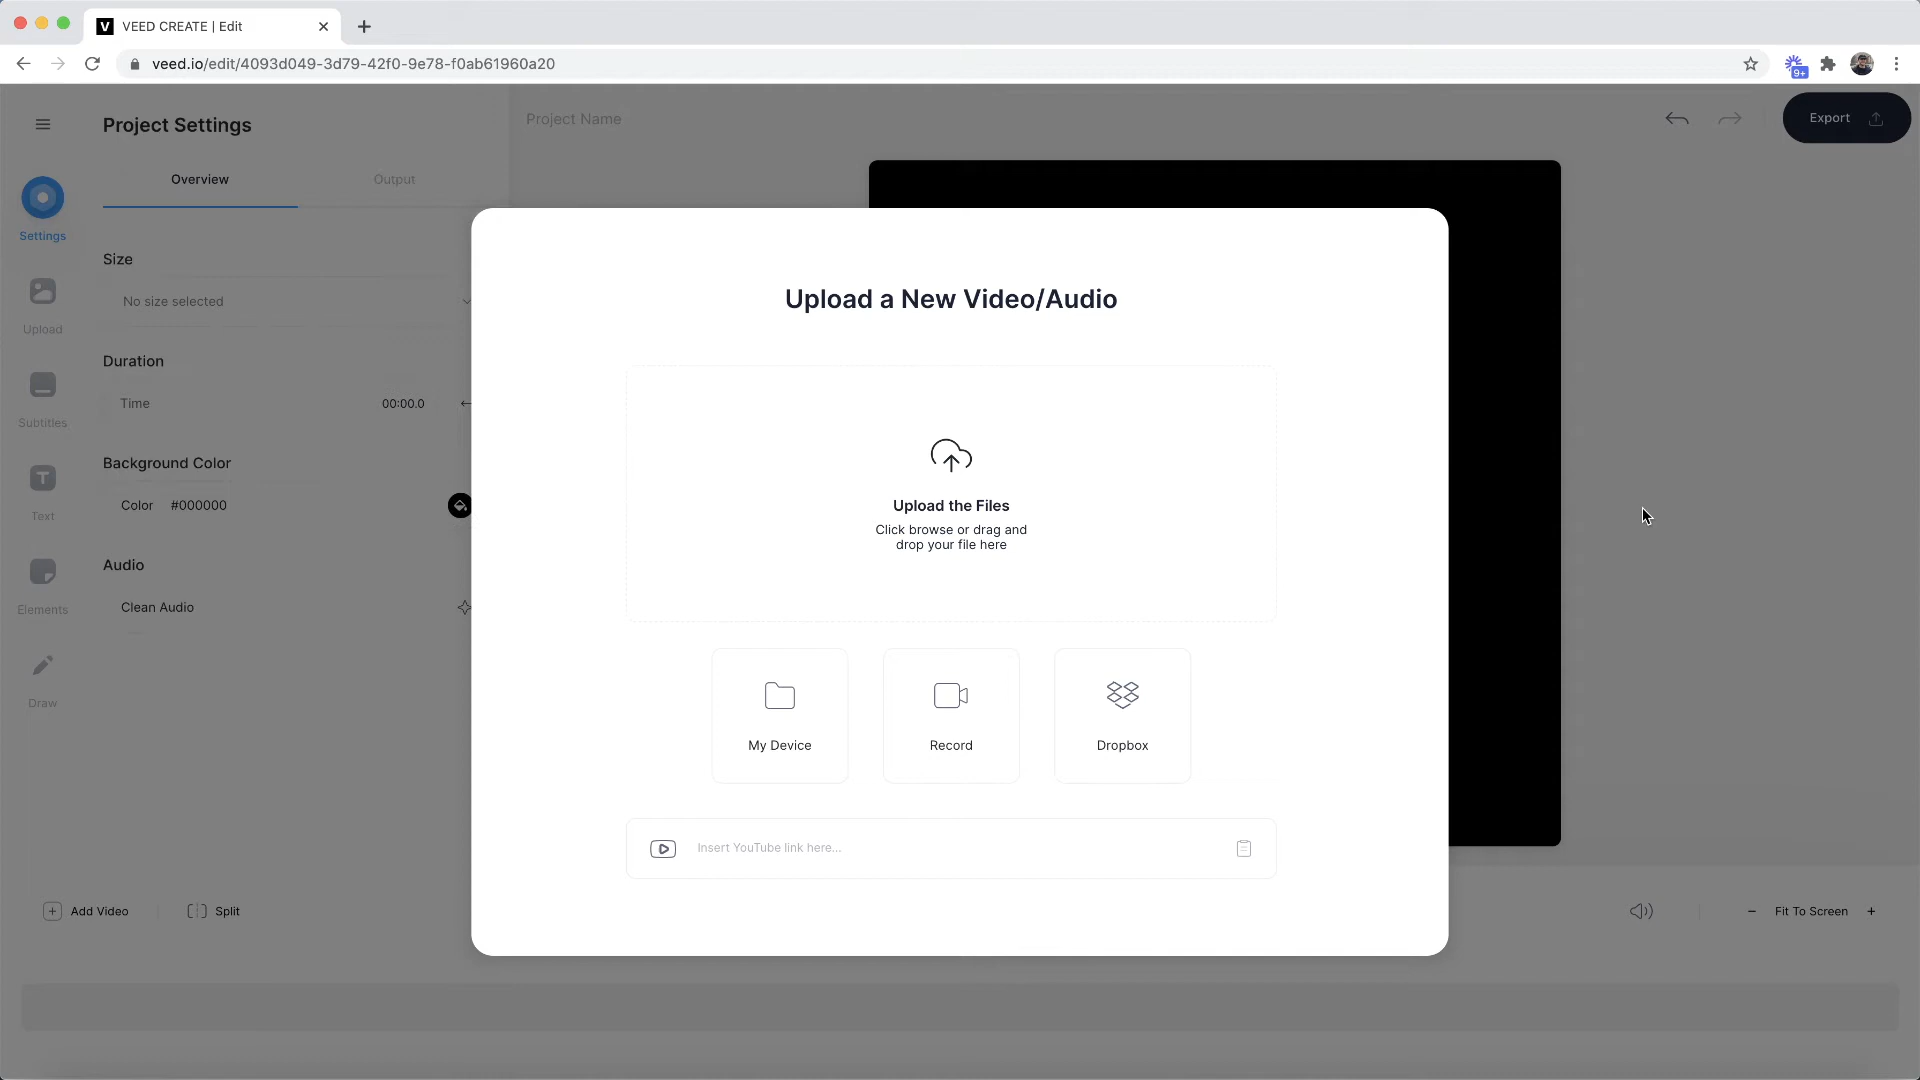 VEED CREATE | Edit
veed.io/edit/4093d049-3d79-42f0-9e78-f0ab61960a20
9+
Project Settings
Project Name
Export
Overview
Output
Settings
Size
No size selected
Upload
Duration
Time
00:00.0
Subtitles
Background Color
Color
#000000
Text
Audio
Clean Audio
Elements
Draw
Upload a New Video/Audio
Upload the Files
Click browse or drag and
drop your file here
My Device
Record
Dropbox
Insert YouTube link here...
Add Video
Split
Fit To Screen